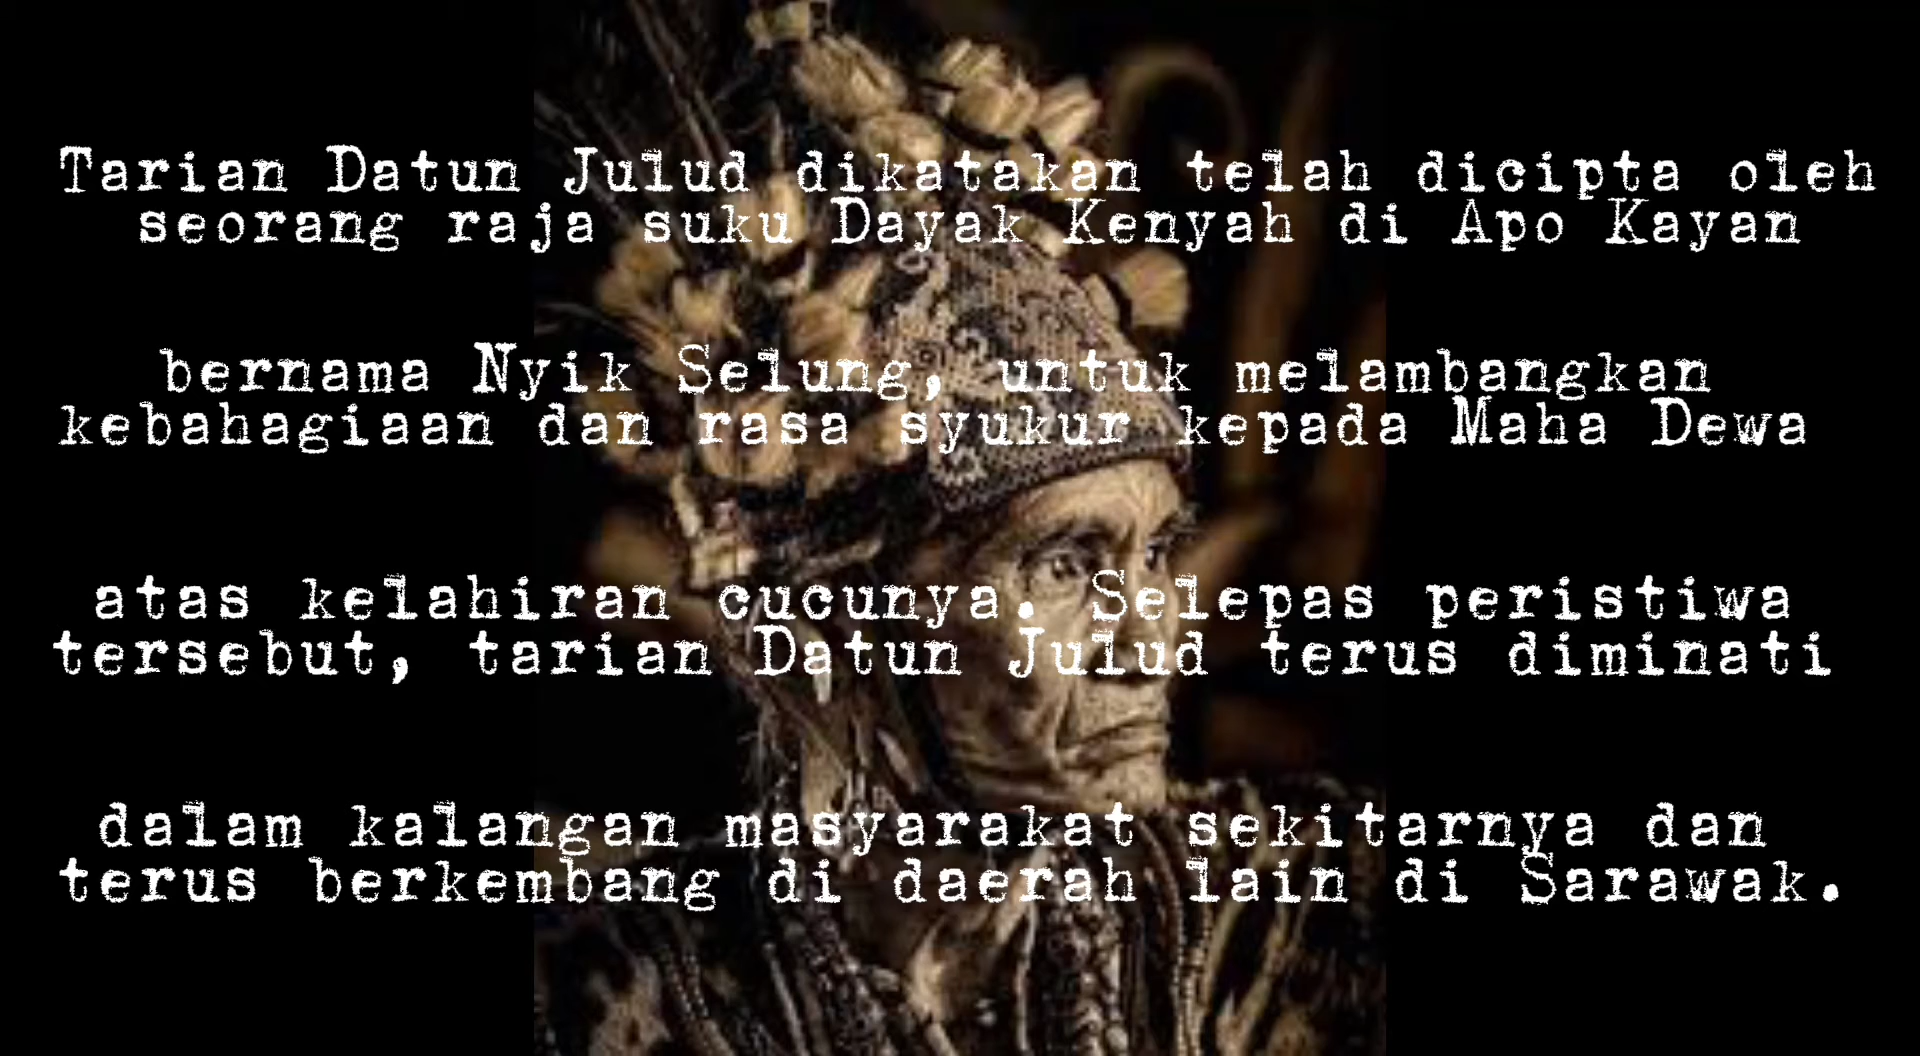 Tarian Datun Julud dikatakan telah dicipta oleh
seorang raja suku Dayak Kenyah di Apo Kayan
bernama Nyik Selung, untuk melambangkan
kebahagiaan dan rasa syukur kepada Maha Dewa
atas kelahiran cucunya. Selepas peristiwa
tersebut, tarian Datun Julud terus diminati
dalam kalangan masyarakat sekitarnya dan
terus berkembang di daerah lain di Sarawak.